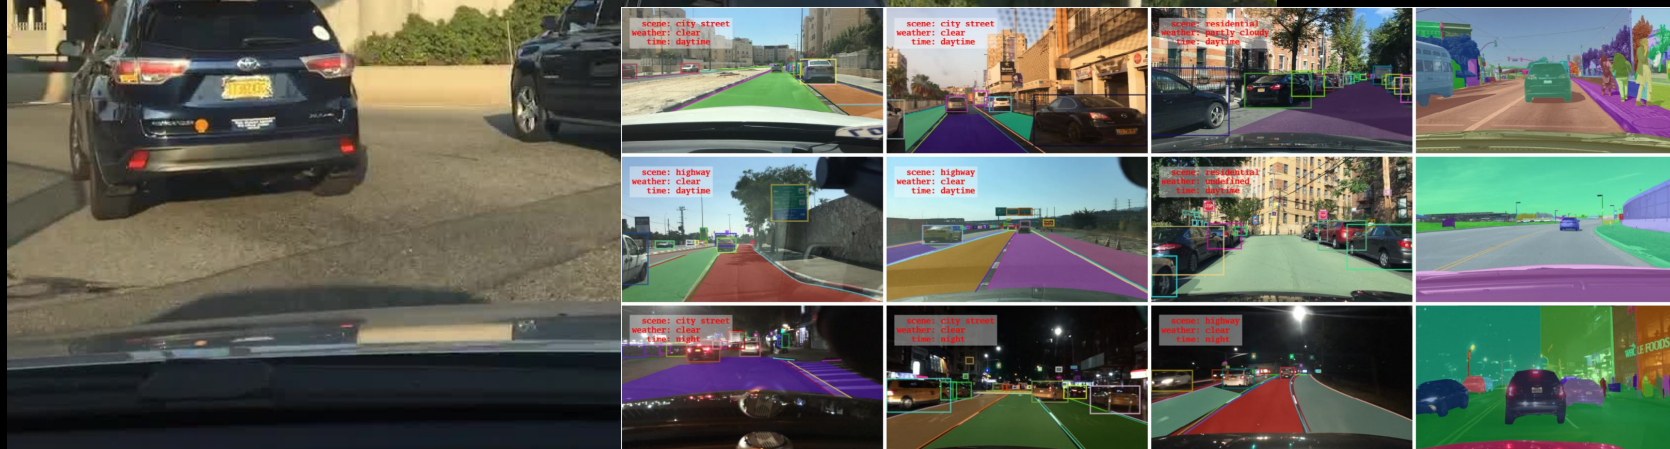 scene: city street
weather: clear
time: daytime
scene: city street
weather: clear
time: daytime
scene: residential
weather: partly cloudy
time: daytime
scene: highway
weather: clear
time: daytime
scene: highway
weather: clear
time: daytime
scene: residential
weather: undefined
time: daytime
scene: city street
weather: clear
time: night
scene: city street
weather: clear
time: night
scene: highway
weather: clear
time: night
WHOLE FOODS